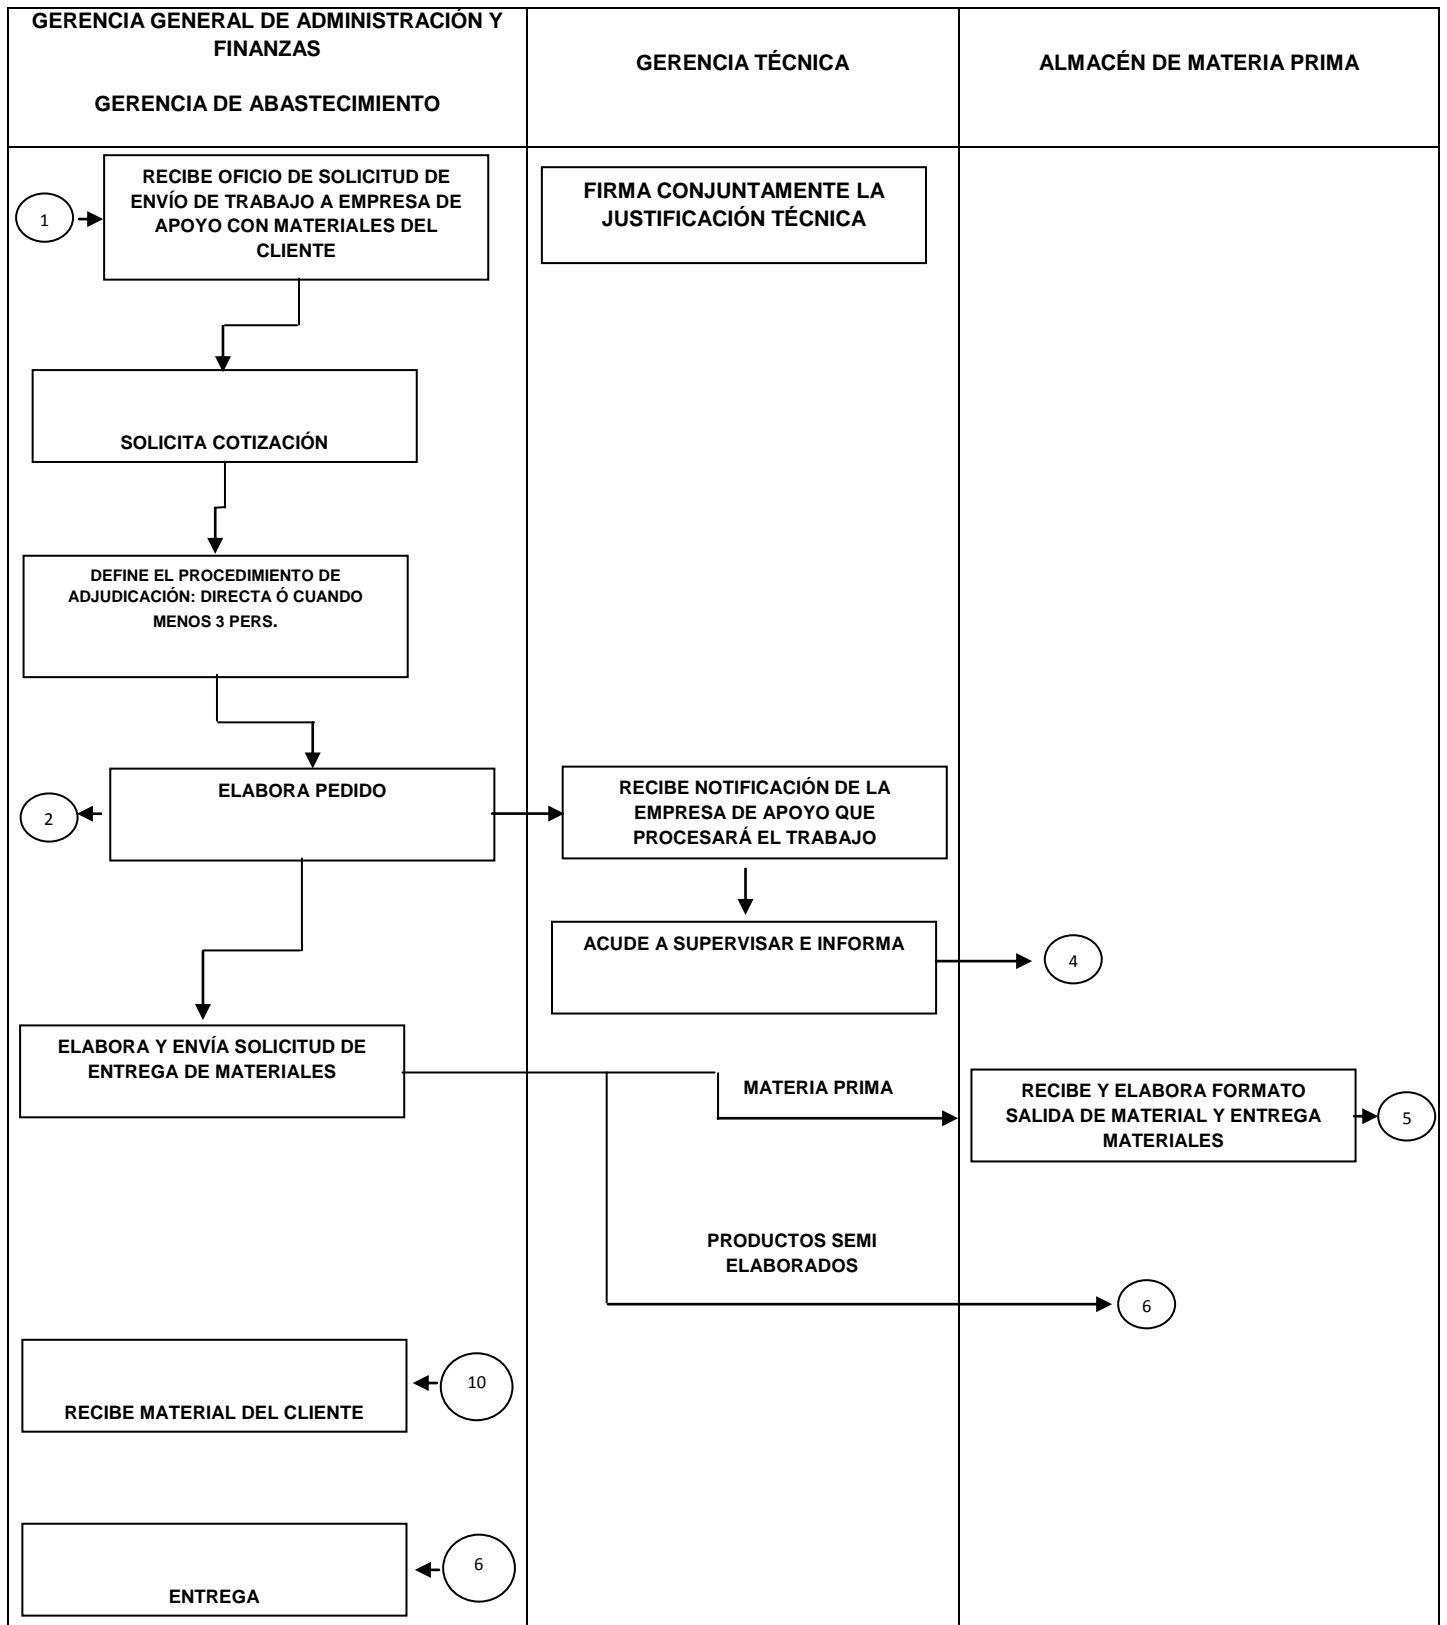 GERENCIA GENERAL DE ADMINISTRACIÓN Y
FINANZAS
GERENCIA DE ABASTECIMIENTO
GERENCIA TÉCNICA
ALMACÉN DE MATERIA PRIMA
1
RECIBE OFICIO DE SOLICITUD DE
ENVÍO DE TRABAJO A EMPRESA DE
APOYO CON MATERIALES DEL
CLIENTE
FIRMA CONJUNTAMENTE LA
JUSTIFICACIÓN TÉCNICA
SOLICITA COTIZACIÓN
DEFINE EL PROCEDIMIENTO DE
ADJUDICACIÓN: DIRECTA Ó CUANDO
MENOS 3 PERS.
2
ELABORA PEDIDO
RECIBE NOTIFICACIÓN DE LA
EMPRESA DE APOYO QUE
PROCESARÁ EL TRABAJO
ACUDE A SUPERVISAR E INFORMA
4
ELABORA Y ENVÍA SOLICITUD DE
ENTREGA DE MATERIALES
MATERIA PRIMA
RECIBE Y ELABORA FORMATO
SALIDA DE MATERIAL Y ENTREGA
MATERIALES
5
PRODUCTOS SEMI
ELABORADOS
6
RECIBE MATERIAL DEL CLIENTE
10
ENTREGA
6